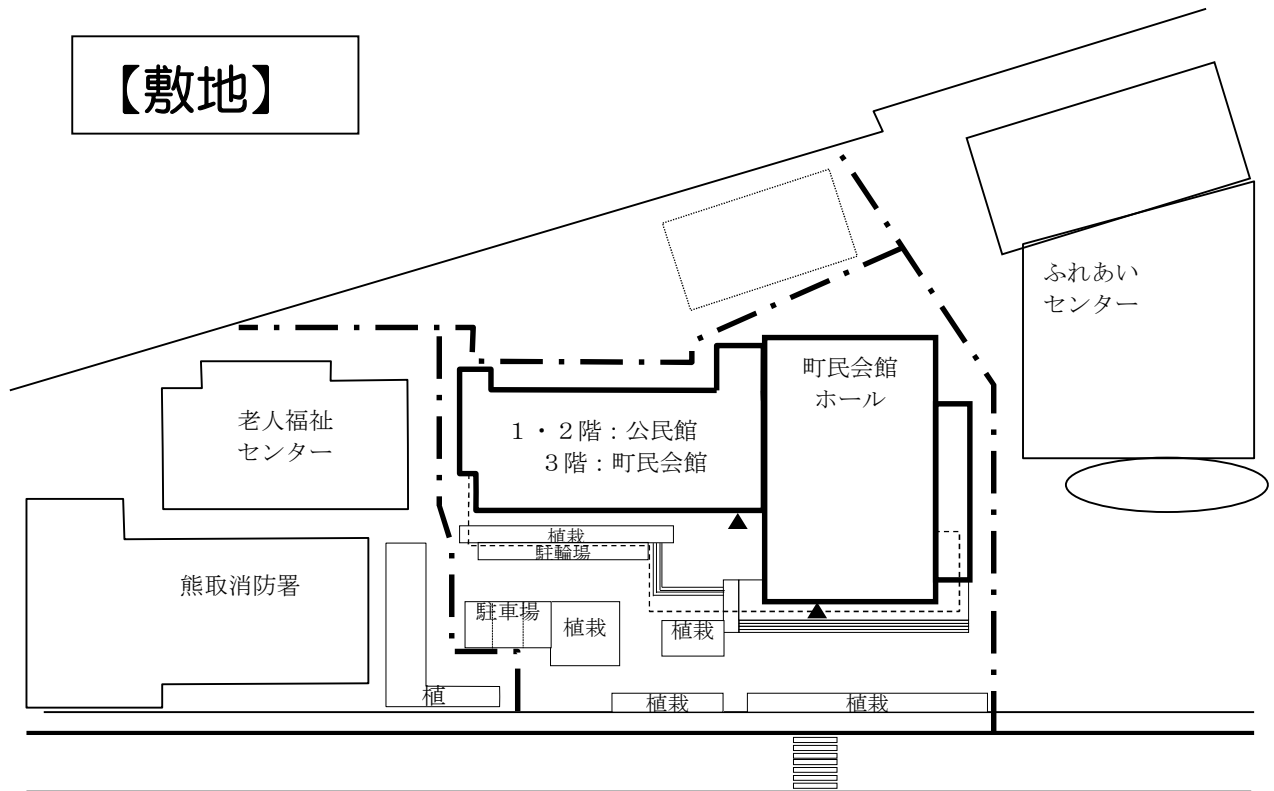 【敷地】
ふれあい
センター
町民会館
ホール
老人福祉
センター
１・２階：公民館
３階：町民会館
植栽
駐輪場
熊取消防署
駐車場
植栽
植栽
植
植栽
植栽